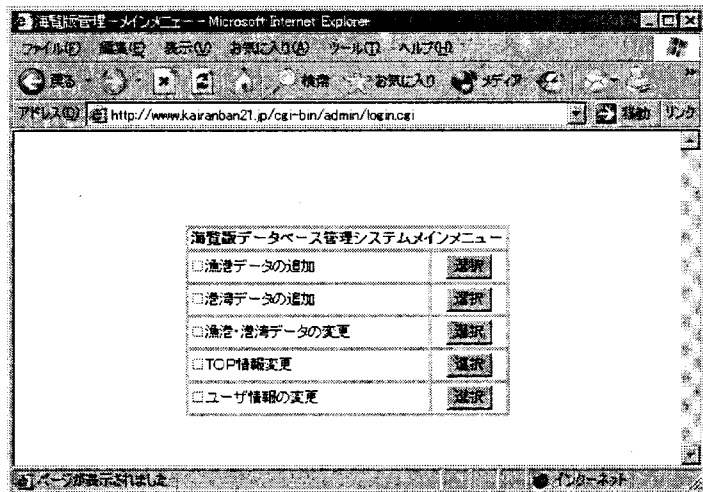 海覧版管理 -メインメニュー - Microsoft Internet Explorer
ファイル(F) 編集(E) 表示(V) お気に入り(A) ツール(T) ヘルプ(H)
戻る 検索 お気に入り メディア
アドレス(D) http://www.kairanban21.jp/cgi-bin/admin/login.cgi 移動 リンク
海覧版データベース管理システムメインメニュー
□漁港データの追加 選択
□港湾データの追加 選択
□漁港・港湾データの変更 選択
□TOP情報変更 選択
□ユーザ情報の変更 選択
ページが表示されました インターネット